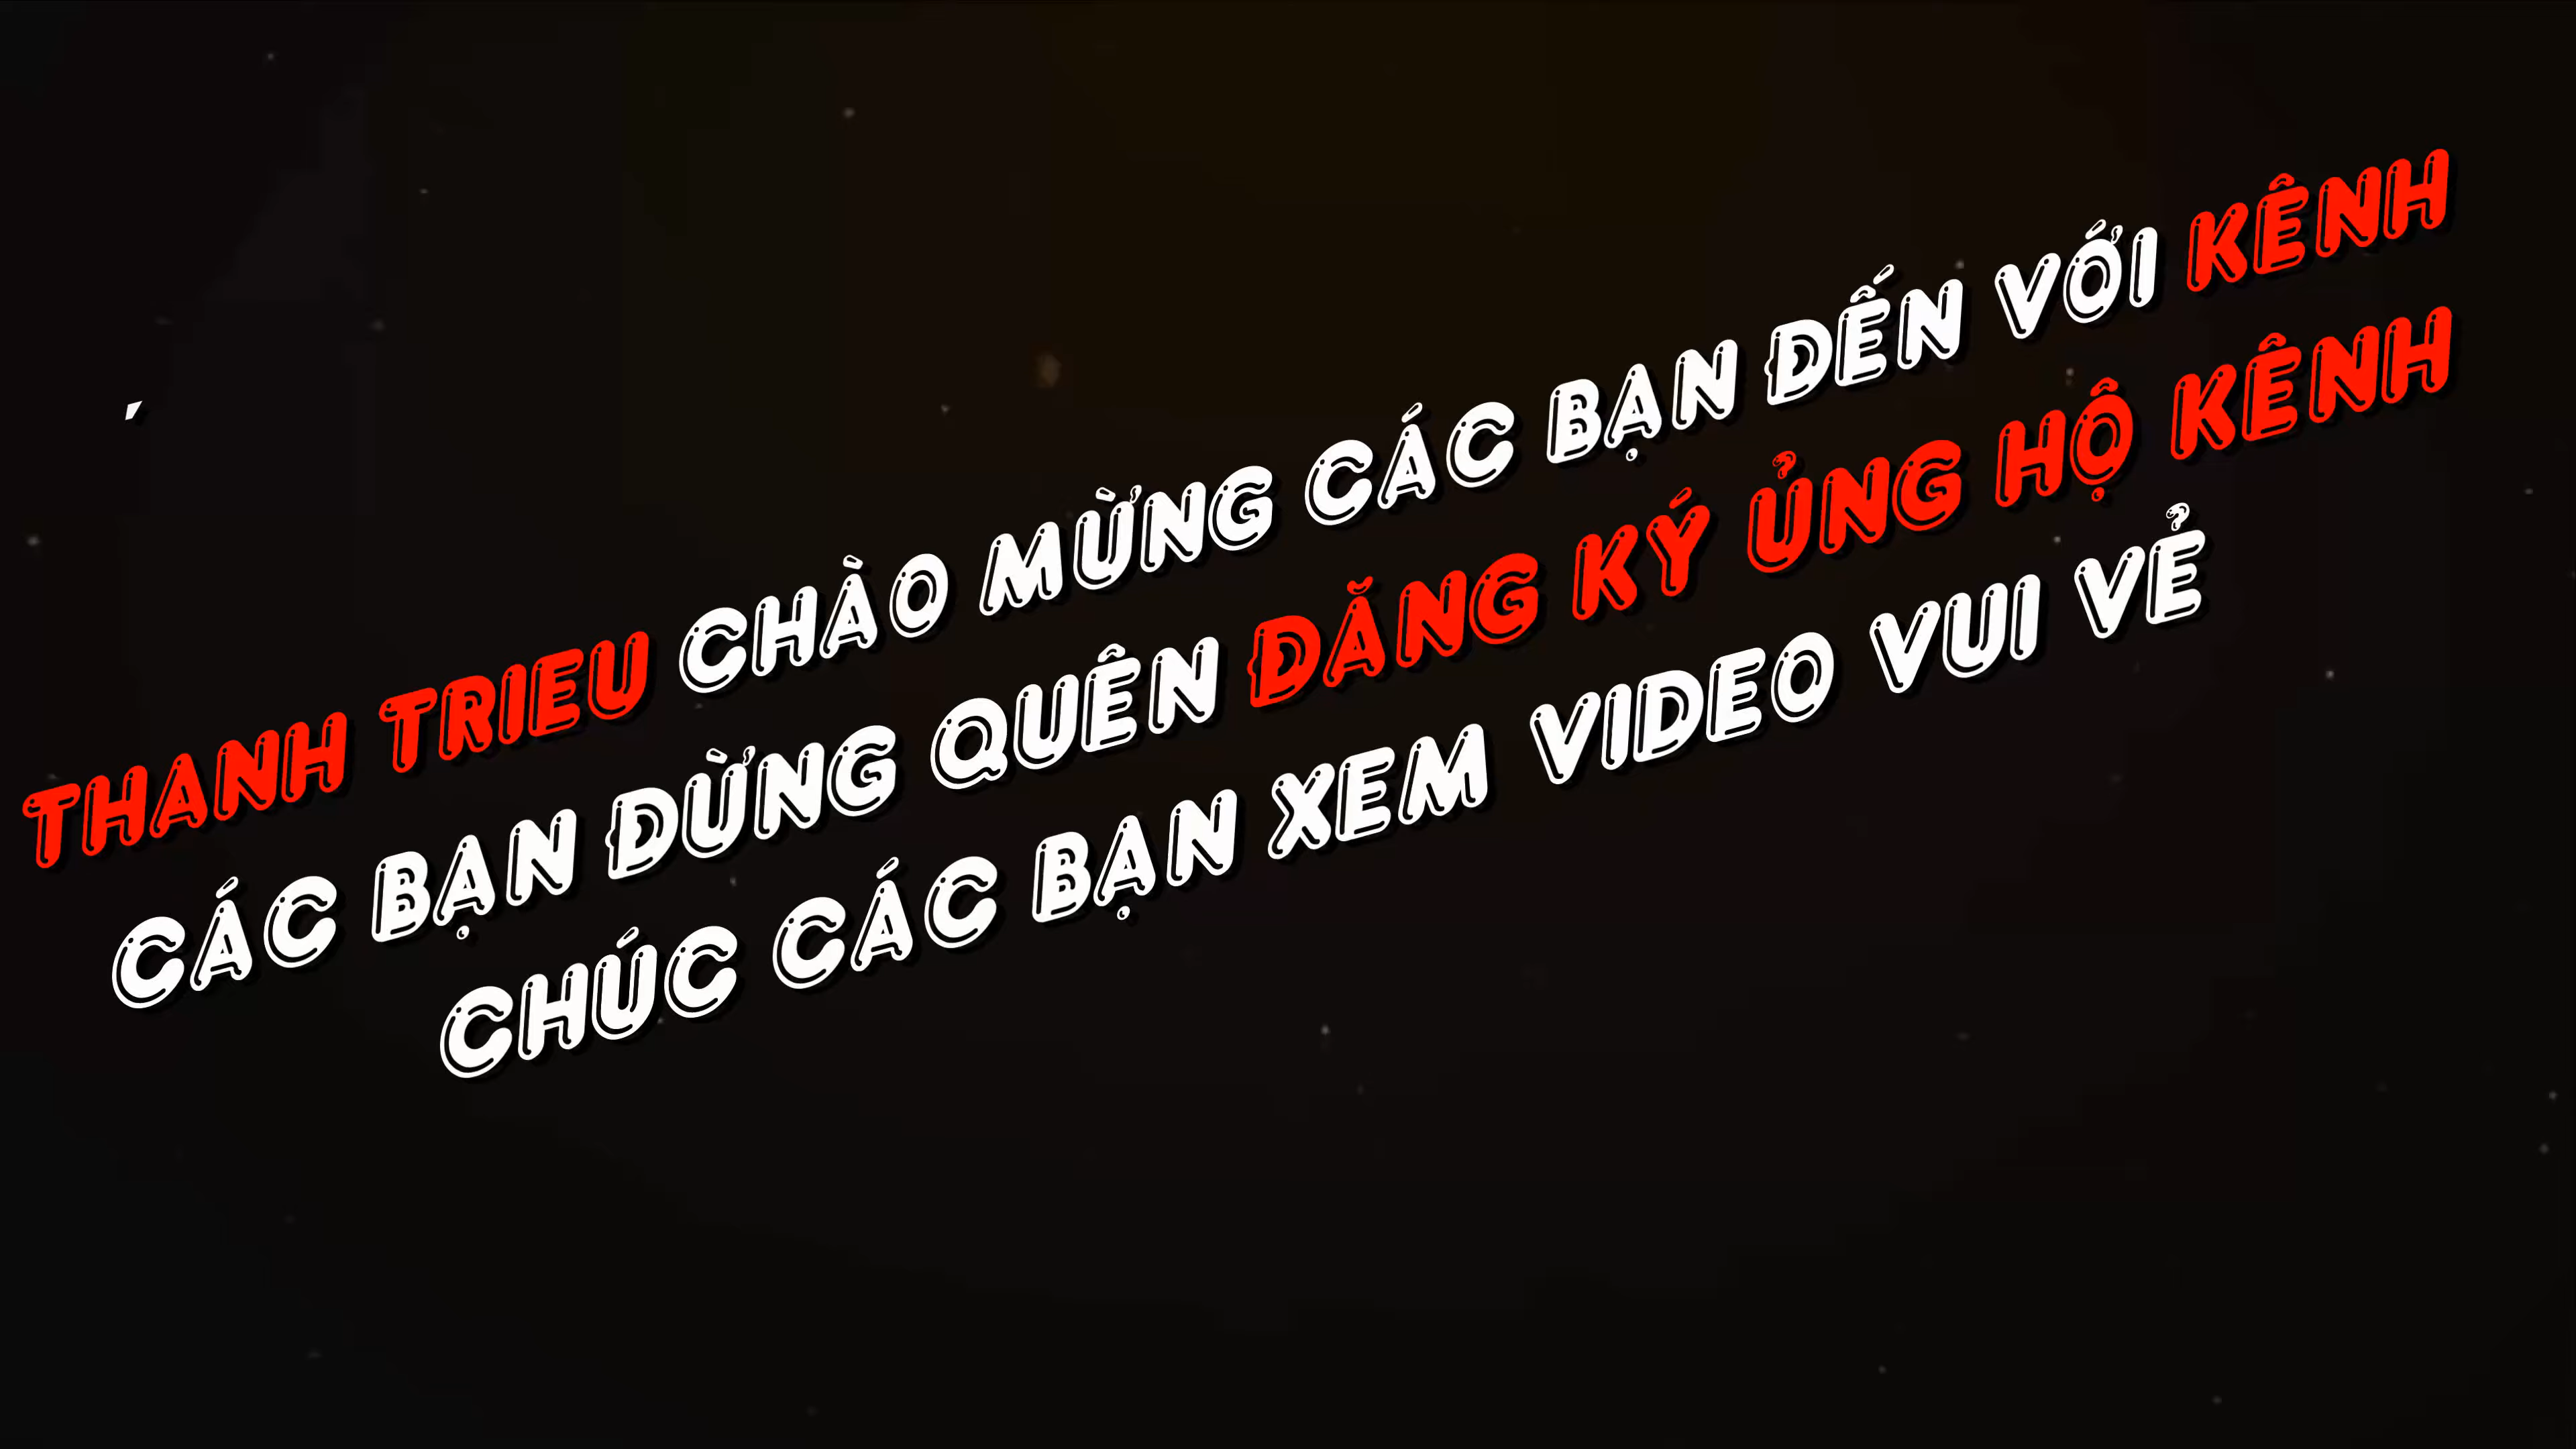 THANH TRIEU CHÀO MỪNG CÁC BẠN ĐẾN VỚI KÊNH
CÁC BẠN ĐỪNG QUÊN ĐĂNG KÝ ỦNG HỘ KÊNH
CHÚC CÁC BẠN XEM VIDEO VUI VẺ